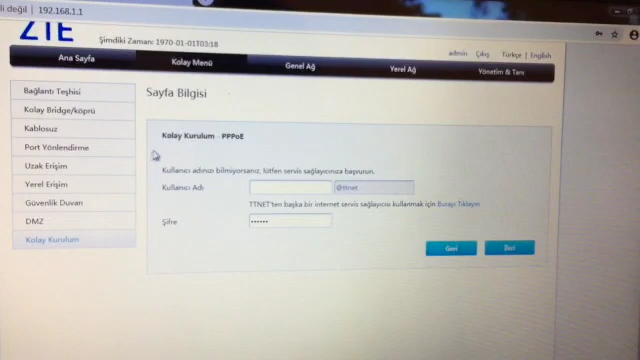 li değil | 192.168.1.1
ZTE
Şimdiki Zaman: 1970-01-01T03:18
admin Çıkış Türkçe | English
Ana Sayfa Kolay Menü Genel Ağ Yerel Ağ Yönetim & Tanı
Bağlantı Teşhisi
Kolay Bridge/köprü
Kablosuz
Port Yönlendirme
Uzak Erişim
Yerel Erişim
Güvenlik Duvarı
DMZ
Kolay Kurulum
Sayfa Bilgisi
Kolay Kurulum - PPPoE
Kullanıcı adınızı bilmiyorsanız, lütfen servis sağlayıcınıza başvurun.
Kullanıcı Adı @ttnet
TTNET'ten başka bir internet servis sağlayıcısı kullanmak için Burayı Tıklayın
Şifre ••••••
Geri İleri